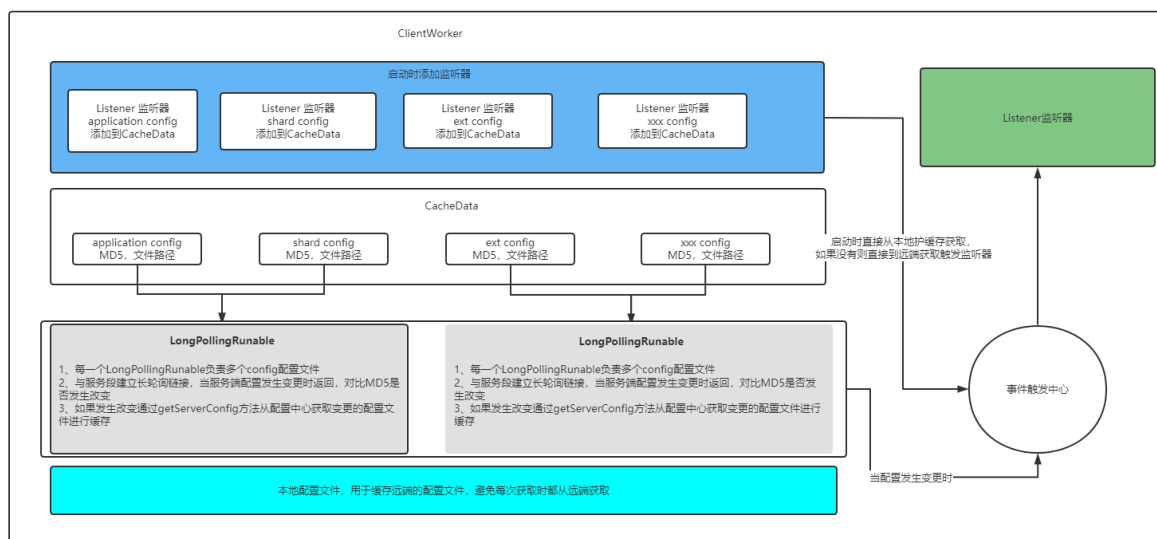 ClientWorker
启动时添加监听器
Listener 监听器
application config
添加到CacheData
Listener 监听器
shard config
添加到CacheData
Listener 监听器
ext config
添加到CacheData
Listener 监听器
xxx config
添加到CacheData
Listener监听器
CacheData
application config
MD5，文件路径
shard config
MD5，文件路径
ext config
MD5，文件路径
xxx config
MD5，文件路径
启动时直接从本地护缓存获取，
如果没有则直接到远端获取触发监听器
LongPollingRunable
1、每一个LongPollingRunable负责多个config配置文件
2、与服务段建立长轮词链接，当服务端配置发生变更时返回，对比MD5是
否发生改变
3、如果发生改变通过getServerConfig方法从配置中心获取变更的配置文
件进行缓存
LongPollingRunable
1、每一个LongPollingRunable负责多个config配置文件
2、与服务段建立长轮词链接，当服务端配置发生变更时返回，对比MD5是否发
生改变
3、如果发生改变通过getServerConfig方法从配置中心获取变更的配置文件进行
缓存
事件触发中心
当配置发生变更时
本地配置文件，用于缓存远端的配置文件，避免每次获取时都从远端获取